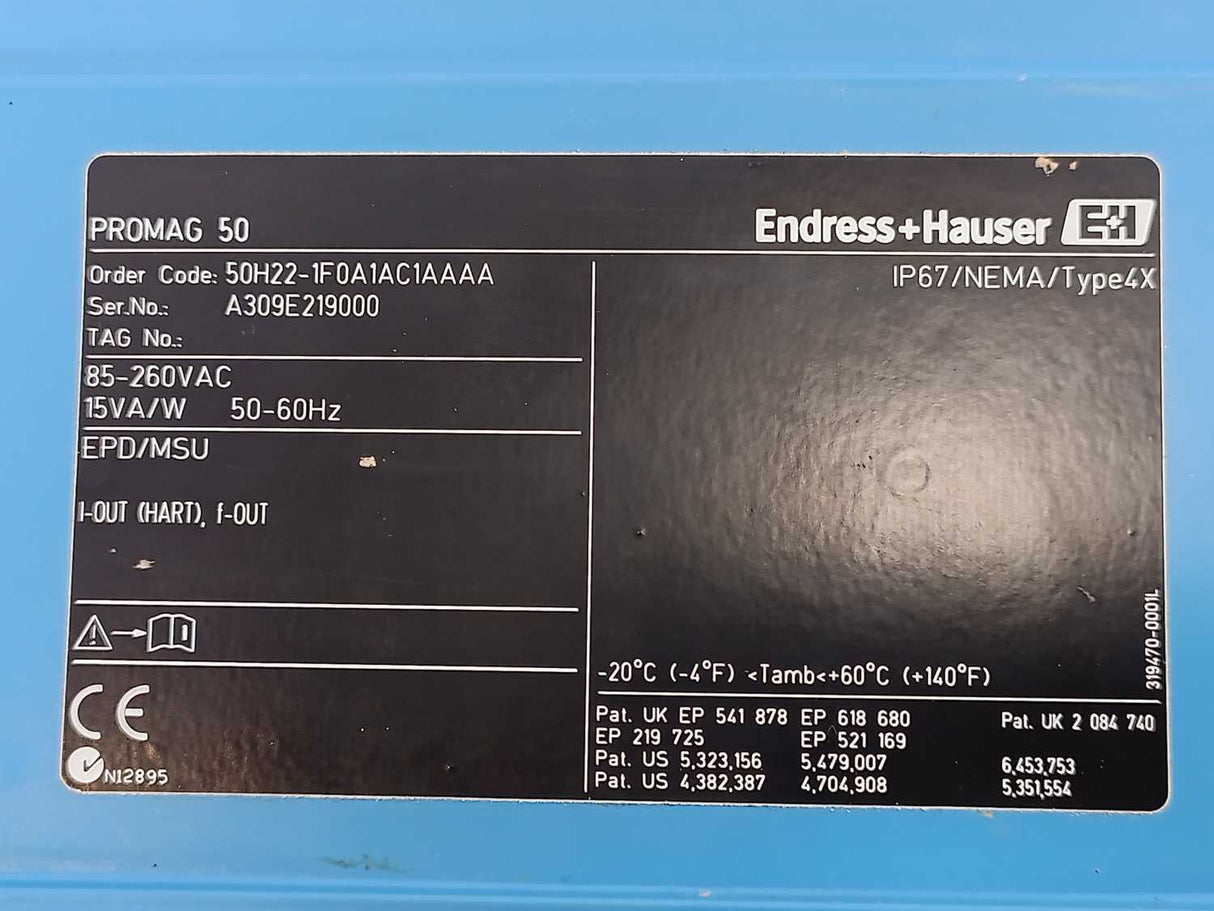 PROMAG 50
Endress+Hauser E+H
Order Code: 50H22-1F0A1AC1AAAA
Ser.No.: A309E219000
TAG No.:
IP67/NEMA/Type4X
85-260VAC
15VA/W 50-60Hz
EPD/MSU
I-OUT (HART), f-OUT
CE
N12895
-20°C (-4°F) <Tamb<+60°C (+140°F)
Pat. UK EP 541 878 EP 618 680 Pat. UK 2 084 740
EP 219 725 EP 521 169
Pat. US 5,323,156 5,479,007 6,453,753
Pat. US 4,382,387 4,704,908 5,351,554
319470-0001L